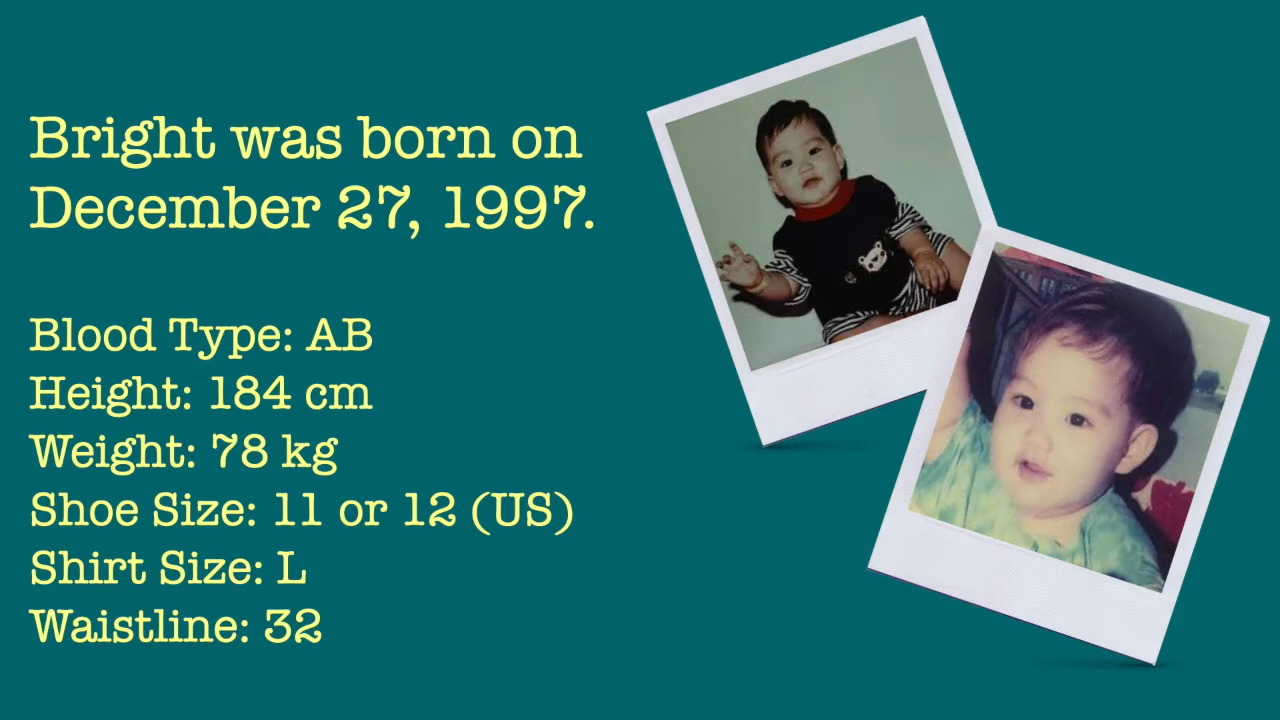 Bright was born on
December 27, 1997.
Blood Type: AB
Height: 184 cm
Weight: 78 kg
Shoe Size: 11 or 12 (US)
Shirt Size: L
Waistline: 32